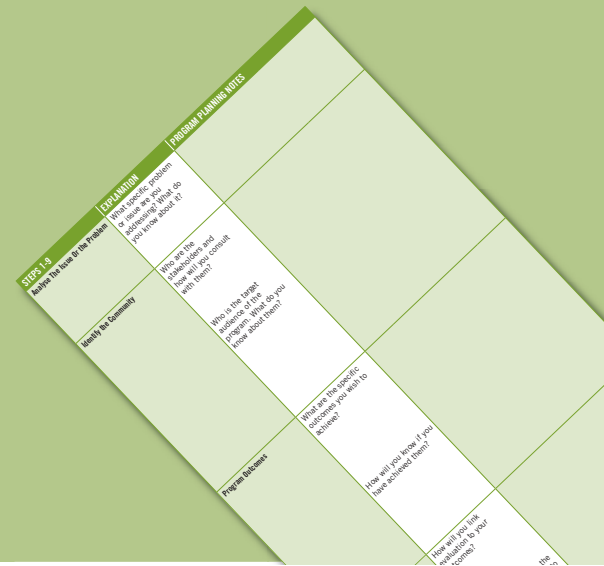 STEPS 1-9
EXPLANATION
PROGRAM PLANNING NOTES
Analyse The Issue Or the Problem
What specific problem
or issue are you
addressing? What do
you know about it?
Identify the Community
Who are the
stakeholders and
how will you consult
with them?
Who is the target
audience of the
program. What do you
know about them?
Program Outcomes
What are the specific
outcomes you wish to
achieve?
How will you know if you
have achieved them?
How will you link
evaluation to your
tcomes?
the